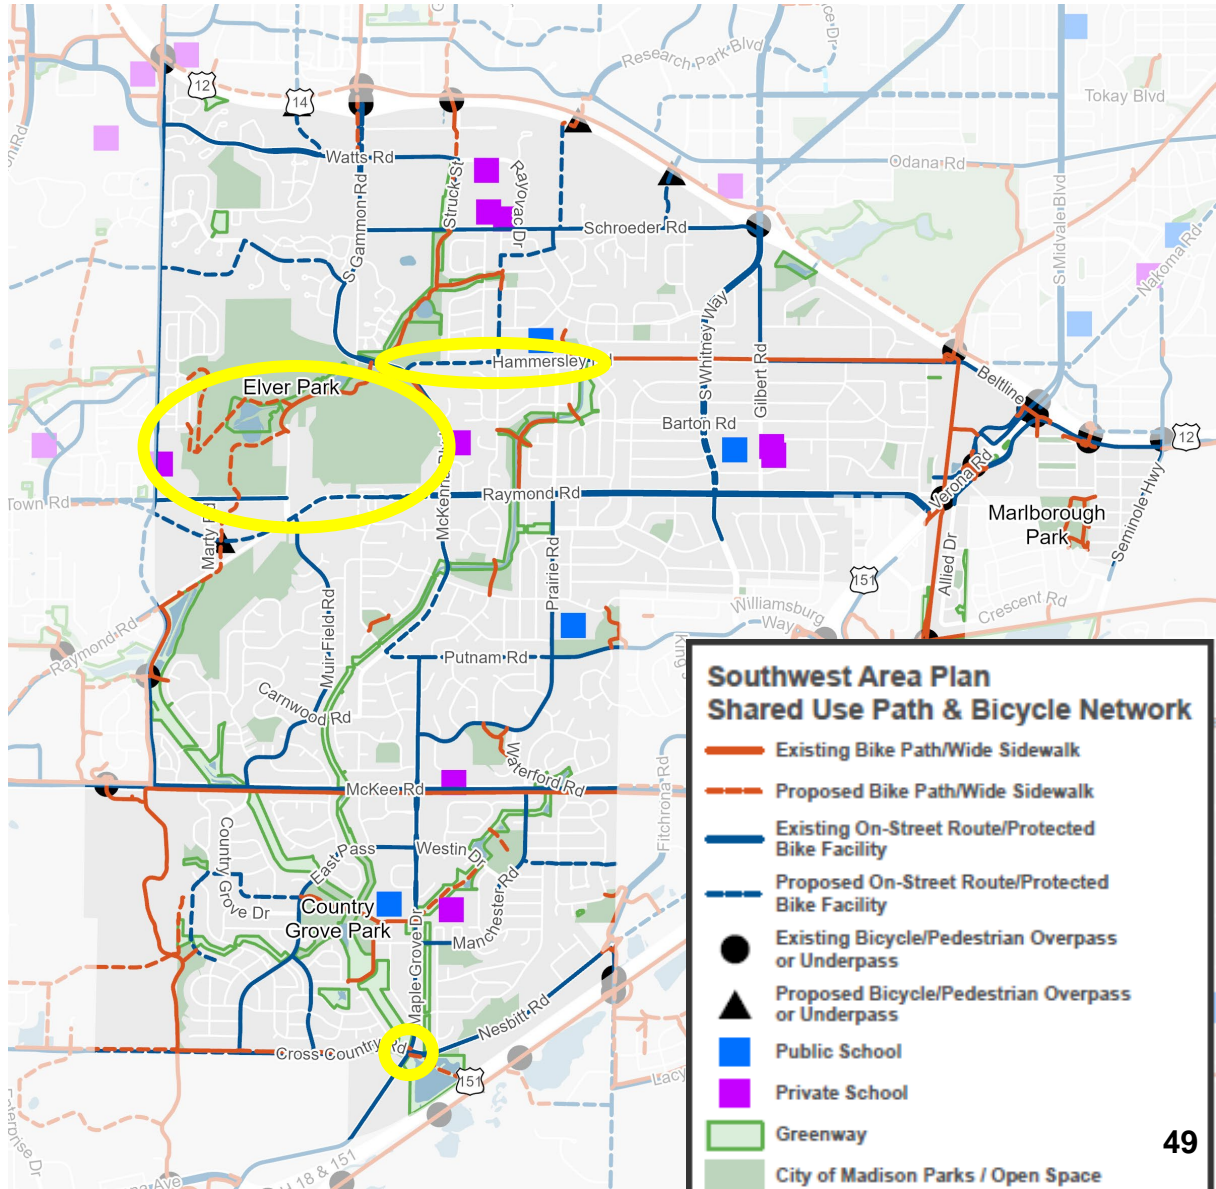 12
14
Research Park Blvd
Tokay Blvd
Watts Rd
Odana Rd
S Gammon Rd
Struck St
Rayovac Dr
Schroeder Rd
S Midvale Blvd
Nakoma Rd
S Whitney Way
Gilbert Rd
Hammersley
Beltline
Elver Park
Barton Rd
12
McKenna Blvd
Raymond Rd
Verona Rd
Seminole Hwy
Town Rd
Marty Rd
Marlborough
Park
Allied Dr
151
Crescent Rd
Prairie Rd
Williamsburg
Way
Raymond Rd
Muir Field Rd
Putnam Rd
Carnwood Rd
Waterford Rd
McKee Rd
Fitchrona Rd
Country Grove Dr
East Pass
Westin Dr
Country
Grove Park
Manchester Rd
Maple Grove Dr
Nesbitt Rd
Cross Country Rd
151
Lacy
Enterprise Dr
18 & 151
Ave
Southwest Area Plan
Shared Use Path & Bicycle Network
Existing Bike Path/Wide Sidewalk
Proposed Bike Path/Wide Sidewalk
Existing On-Street Route/Protected
Bike Facility
Proposed On-Street Route/Protected
Bike Facility
Existing Bicycle/Pedestrian Overpass
or Underpass
Proposed Bicycle/Pedestrian Overpass
or Underpass
Public School
Private School
Greenway
49
City of Madison Parks / Open Space